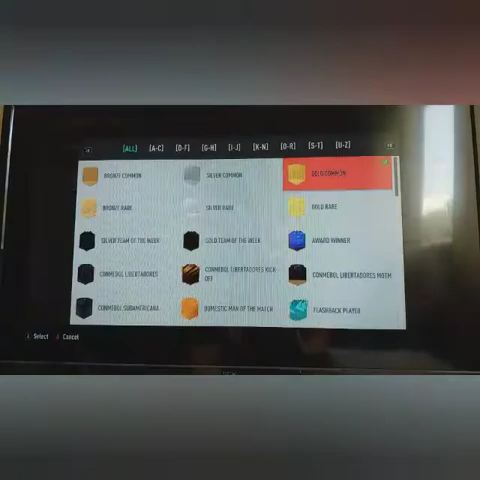 [ALL] [A-C] [D-F] [G-H] [I-J] [K-N] [O-R] [S-T] [U-Z]
BRONZE COMMON SILVER COMMON GOLD COMMON
BRONZE RARE SILVER RARE GOLD RARE
SILVER TEAM OF THE WEEK GOLD TEAM OF THE WEEK AWARD WINNER
CONMEBOL LIBERTADORES CONMEBOL LIBERTADORES KICK OFF CONMEBOL LIBERTADORES MOTM
CONMEBOL SUDAMERICANA DOMESTIC MAN OF THE MATCH FLASHBACK PLAYER
Select Cancel